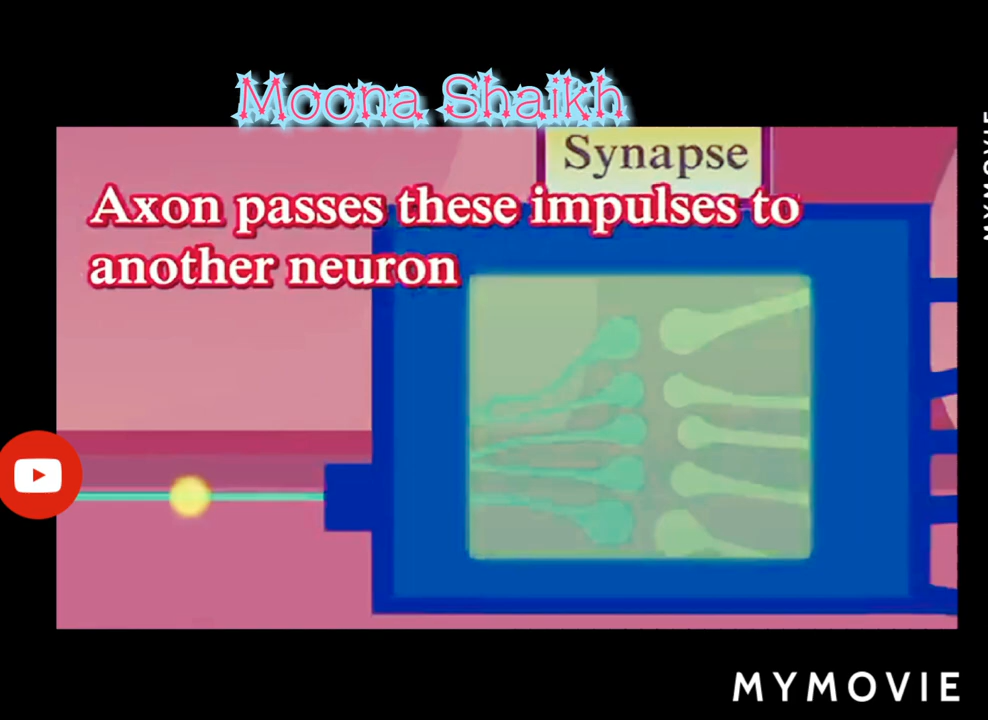 Moona Shaikh
Synapse
Axon passes these impulses to
another neuron
MYMOVIE
MYMOVIE